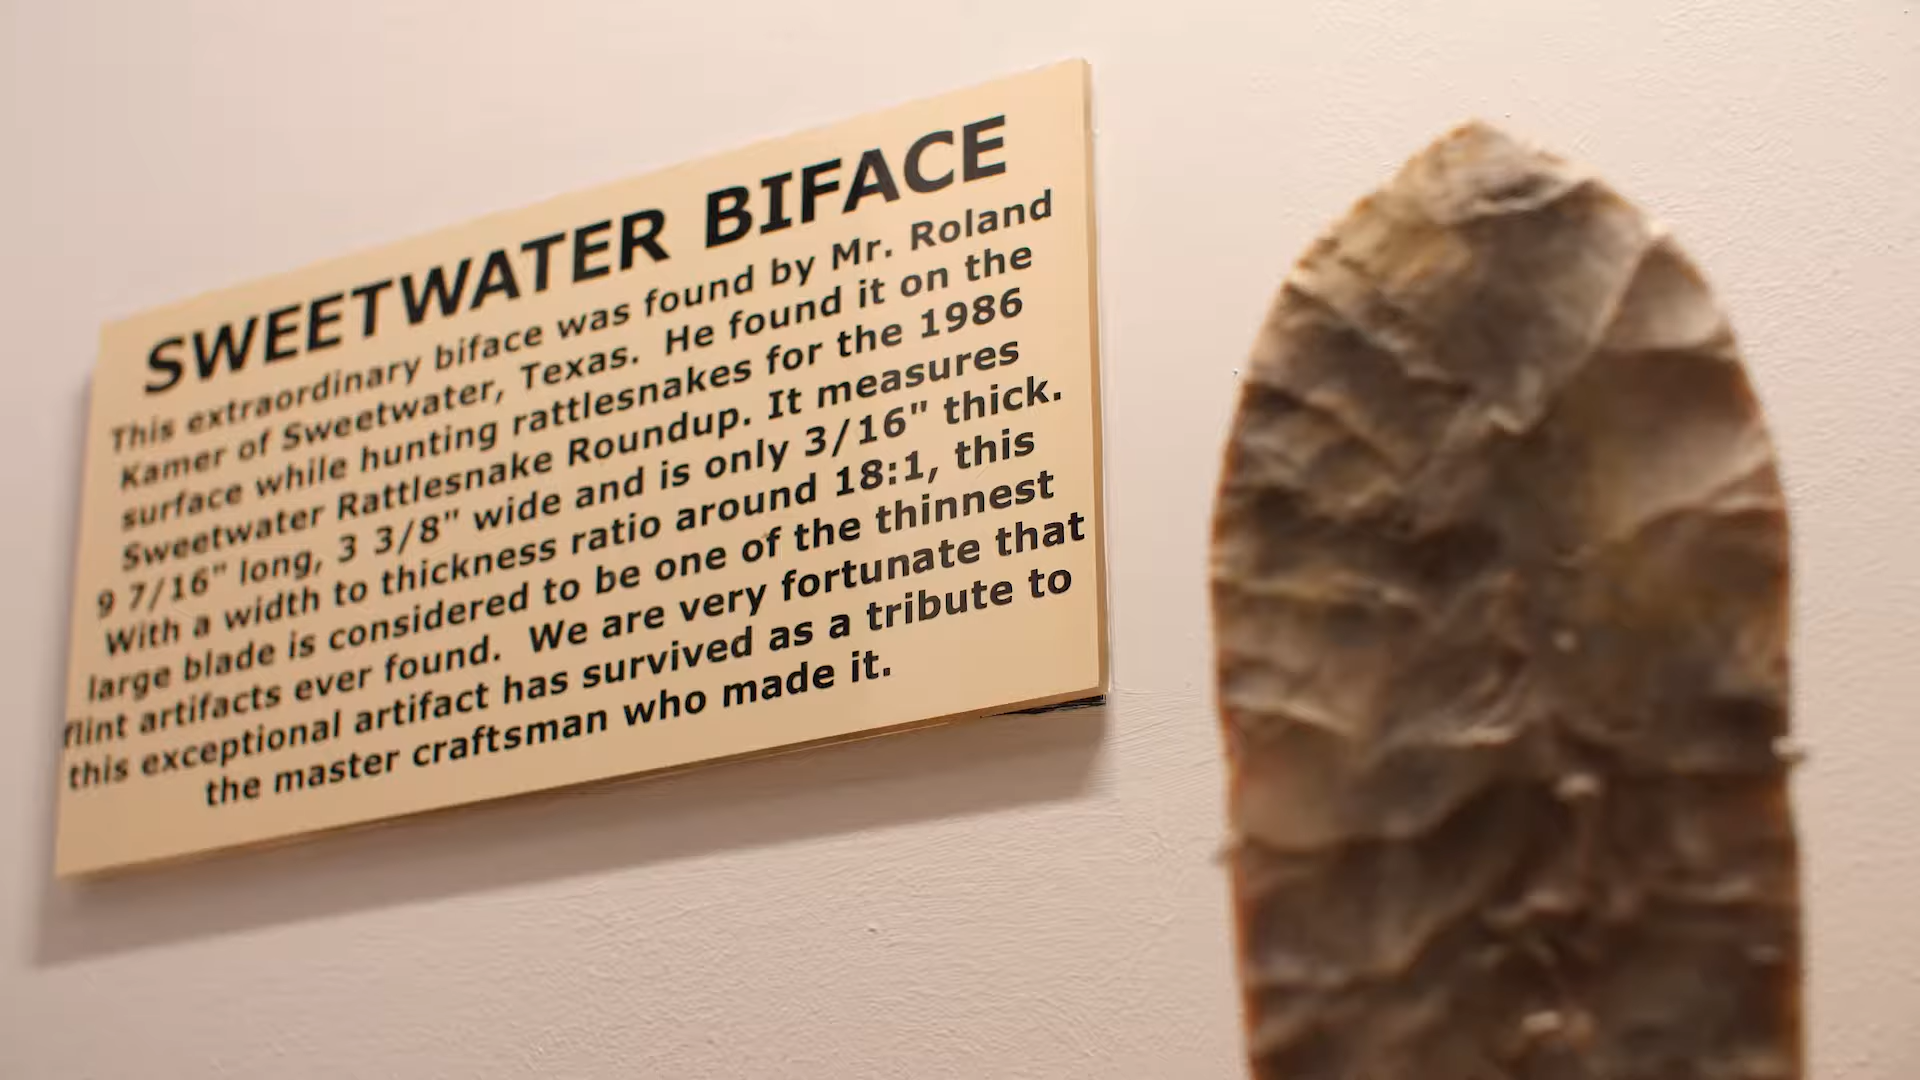 SWEETWATER BIFACE
This extraordinary biface was found by Mr. Roland
Kamer of Sweetwater, Texas. He found it on the
surface while hunting rattlesnakes for the 1986
Sweetwater Rattlesnake Roundup. It measures
9 7/16" long, 3 3/8" wide and is only 3/16" thick.
With a width to thickness ratio around 18:1, this
large blade is considered to be one of the thinnest
flint artifacts ever found. We are very fortunate that
this exceptional artifact has survived as a tribute to
the master craftsman who made it.